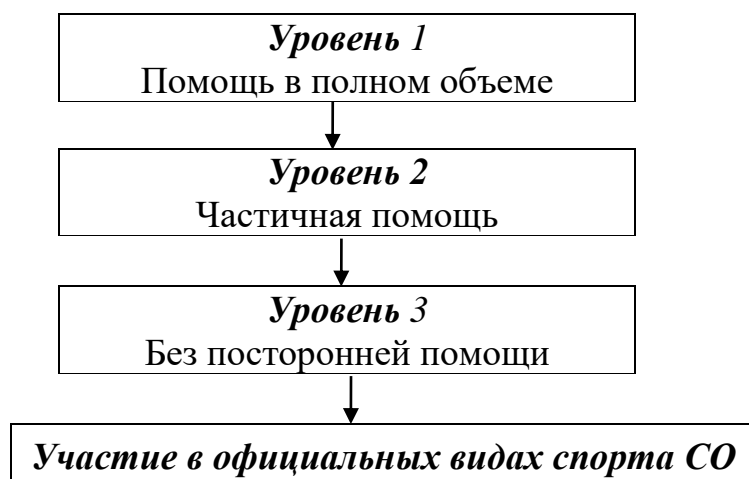 Уровень 1
Помощь в полном объеме
Уровень 2
Частичная помощь
Уровень 3
Без посторонней помощи
Участие в официальных видах спорта СО